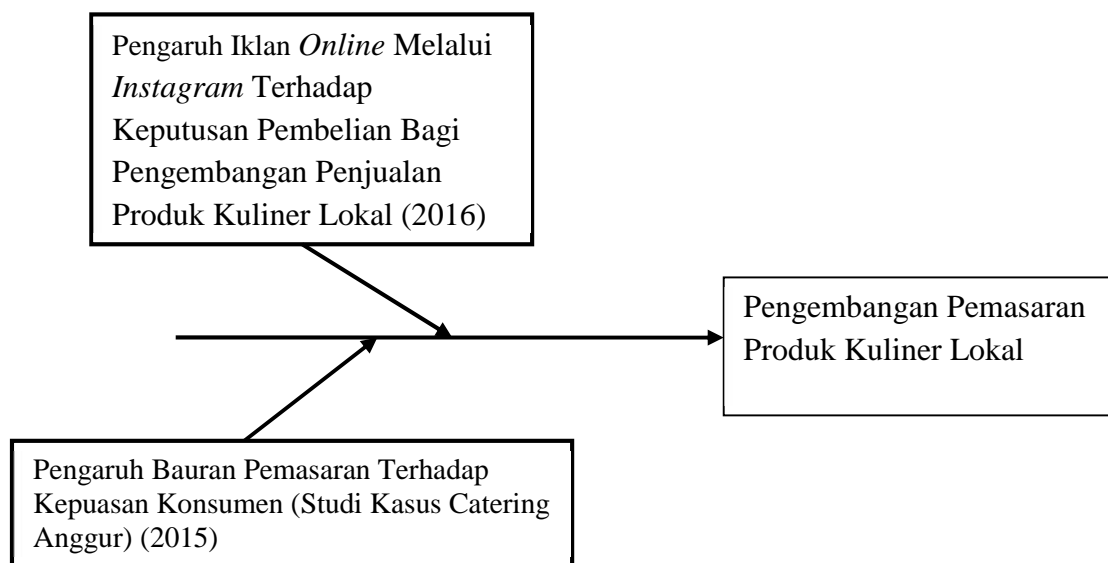 Pengaruh Iklan Online Melalui
Instagram Terhadap
Keputusan Pembelian Bagi
Pengembangan Penjualan
Produk Kuliner Lokal (2016)
Pengembangan Pemasaran
Produk Kuliner Lokal
Pengaruh Bauran Pemasaran Terhadap
Kepuasan Konsumen (Studi Kasus Catering
Anggur) (2015)